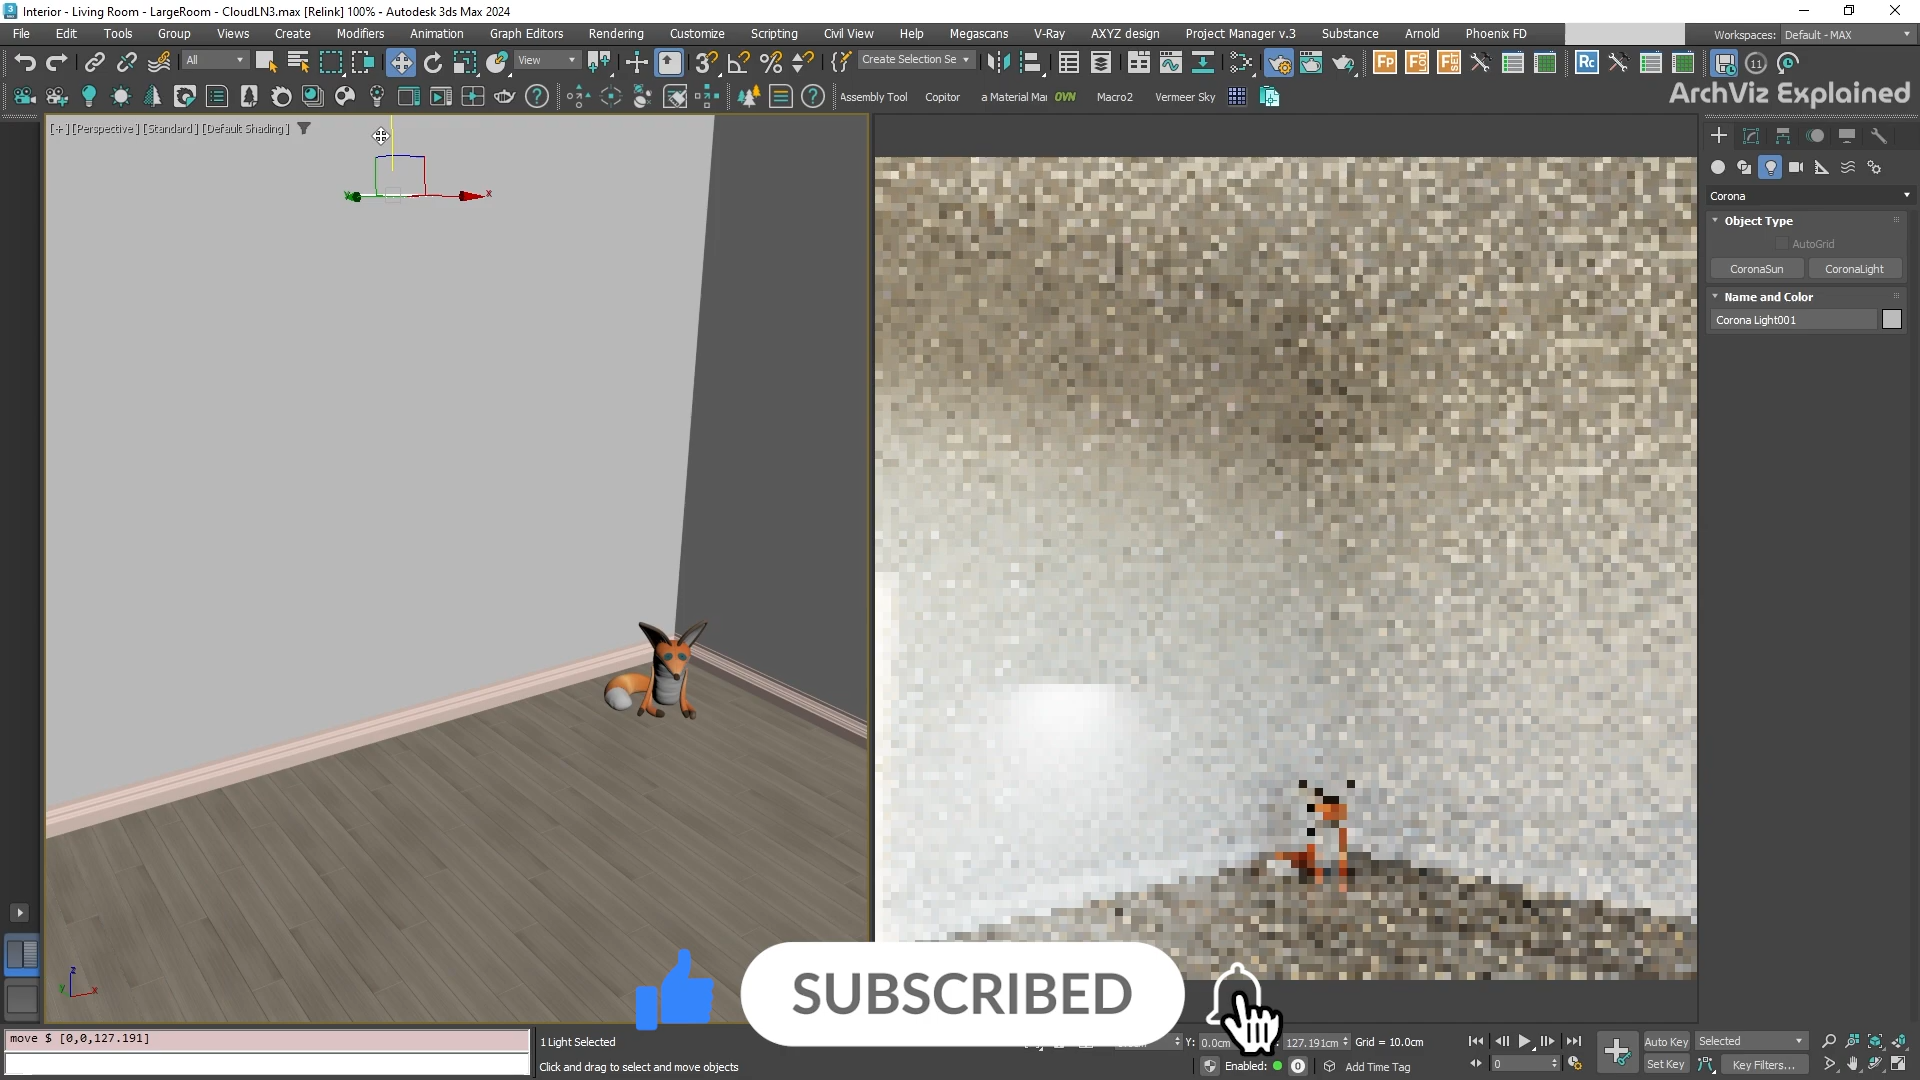 Interior - Living Room - LargeRoom - CloudLN3.max [Relink] 100% - Autodesk 3ds Max 2024
File Edit Tools Group Views Create Modifiers Animation Graph Editors Rendering Customize Scripting Civil View Help Megascans V-Ray AXYZ design Project Manager v.3 Substance Arnold Phoenix FD
Workspaces: Default - MAX
All
View
Create Selection Se
Assembly Tool Copitor a Material Ma OVN Macro2 Vermeer Sky
ArchViz Explained
[+] [Perspective] [Standard] [Default Shading]
Corona
Object Type
AutoGrid
CoronaSun CoronaLight
Name and Color
Corona Light001
x
y
z
y
x
SUBSCRIBED
move $ [0,0,127.191]
1 Light Selected
Click and drag to select and move objects
Y: 0.0cm 127.191cm Grid = 10.0cm
Enabled: 0 Add Time Tag
0
Auto Key Selected
Set Key Key Filters...